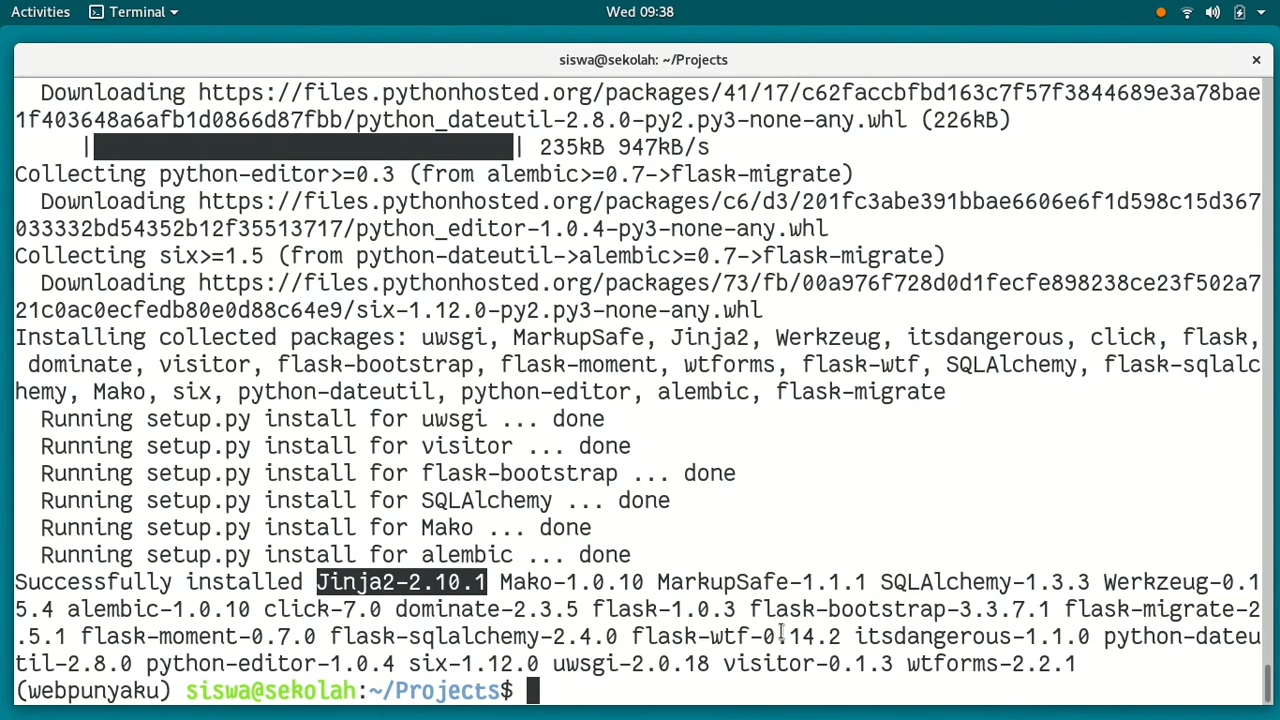 Activities Terminal Wed 09:38
siswa@sekolah: ~/Projects
Downloading https://files.pythonhosted.org/packages/41/17/c62faccbfbd163c7f57f3844689e3a78bae
1f403648a6afb1d0866d87fbb/python_dateutil-2.8.0-py2.py3-none-any.whl (226kB)
| | 235kB 947kB/s
Collecting python-editor>=0.3 (from alembic>=0.7->flask-migrate)
Downloading https://files.pythonhosted.org/packages/c6/d3/201fc3abe391bbae6606e6f1d598c15d367
033332bd54352b12f35513717/python_editor-1.0.4-py3-none-any.whl
Collecting six>=1.5 (from python-dateutil->alembic>=0.7->flask-migrate)
Downloading https://files.pythonhosted.org/packages/73/fb/00a976f728d0d1fecfe898238ce23f502a7
21c0ac0ecfedb80e0d88c64e9/six-1.12.0-py2.py3-none-any.whl
Installing collected packages: uwsgi, MarkupSafe, Jinja2, Werkzeug, itsdangerous, click, flask,
dominate, visitor, flask-bootstrap, flask-moment, wtforms, flask-wtf, SQLAlchemy, flask-sqlalc
hemy, Mako, six, python-dateutil, python-editor, alembic, flask-migrate
Running setup.py install for uwsgi ... done
Running setup.py install for visitor ... done
Running setup.py install for flask-bootstrap ... done
Running setup.py install for SQLAlchemy ... done
Running setup.py install for Mako ... done
Running setup.py install for alembic ... done
Successfully installed Jinja2-2.10.1 Mako-1.0.10 MarkupSafe-1.1.1 SQLAlchemy-1.3.3 Werkzeug-0.1
5.4 alembic-1.0.10 click-7.0 dominate-2.3.5 flask-1.0.3 flask-bootstrap-3.3.7.1 flask-migrate-2
.5.1 flask-moment-0.7.0 flask-sqlalchemy-2.4.0 flask-wtf-0.14.2 itsdangerous-1.1.0 python-dateu
til-2.8.0 python-editor-1.0.4 six-1.12.0 uwsgi-2.0.18 visitor-0.1.3 wtforms-2.2.1
(webpunyaku) siswa@sekolah:~/Projects$